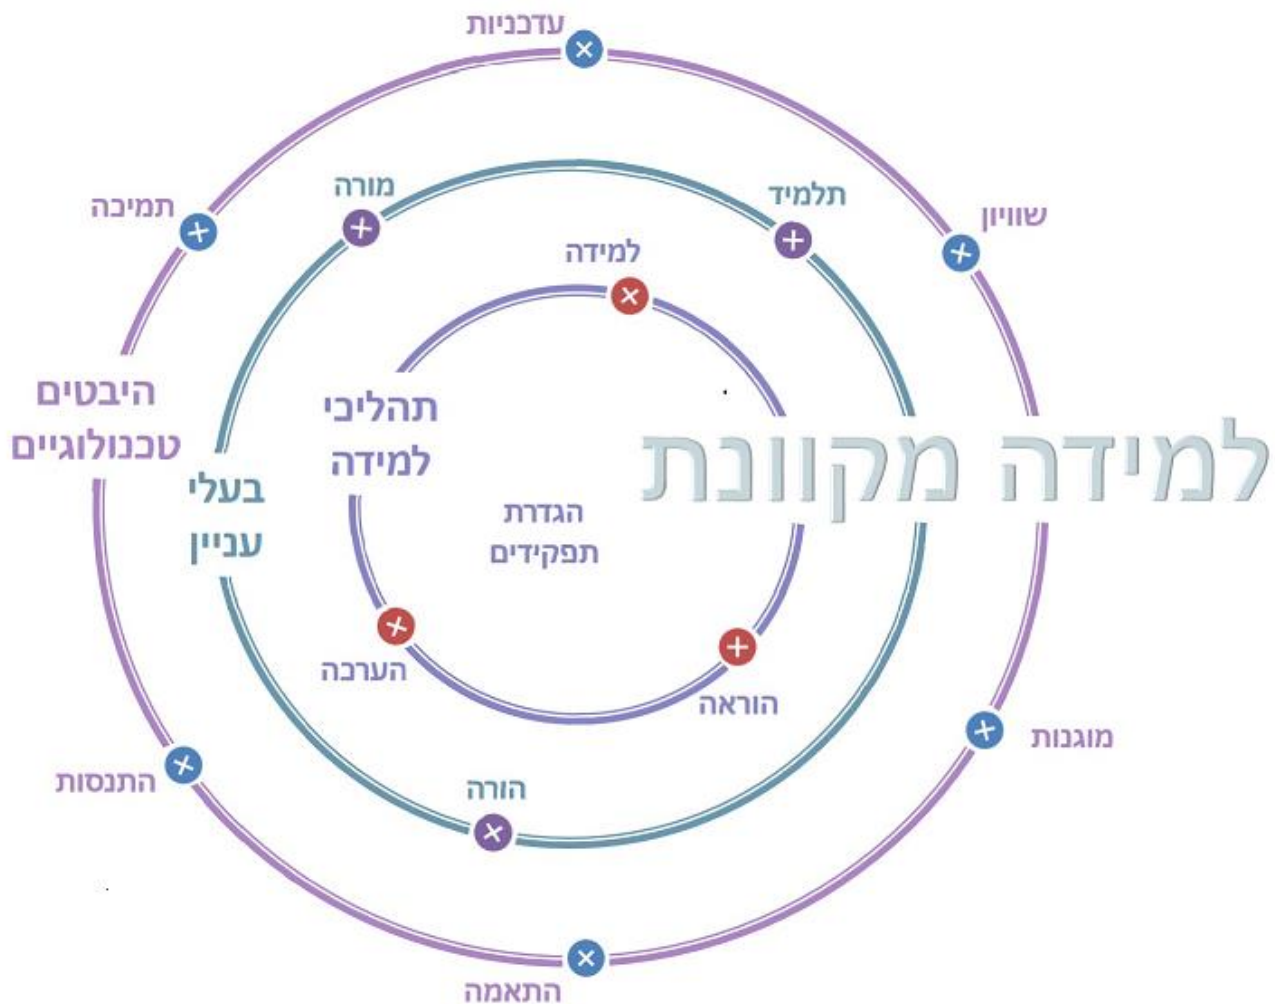 עדכניות
תמיכה
מורה
תלמיד
שוויון
למידה
היבטים
טכנולוגיים
תהליכי
למידה
למידה מקוונת
בעלי
עניין
הגדרת
תפקידים
הערכה
הוראה
מוגנות
התנסות
הורה
התאמה